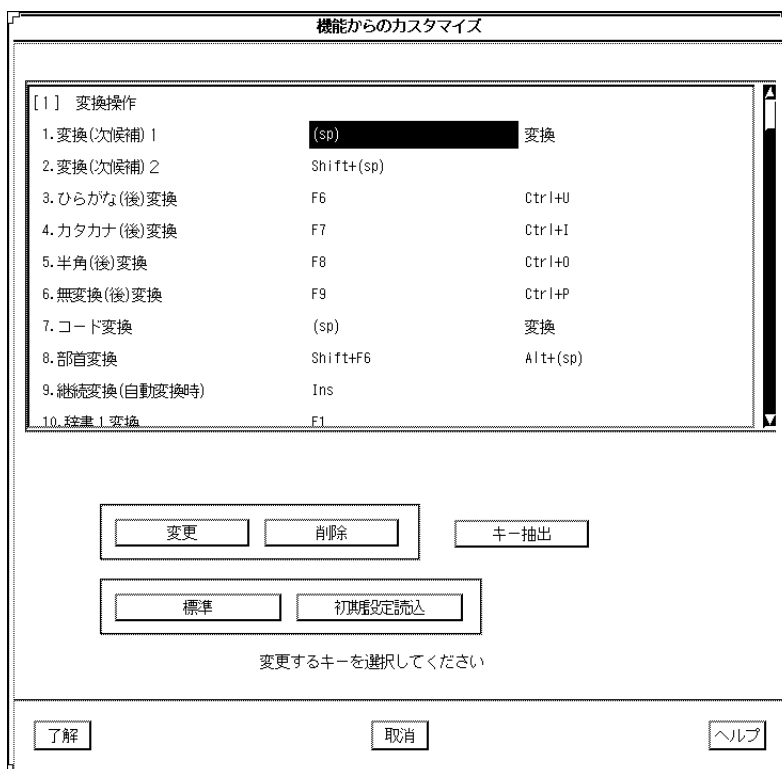 機能からのカスタマイズ
[1] 変換操作
1.変換(次候補)1 (sp) 変換
2.変換(次候補)2 Shift+(sp)
3.ひらがな(後)変換 F6 Ctrl+U
4.カタカナ(後)変換 F7 Ctrl+I
5.半角(後)変換 F8 Ctrl+O
6.無変換(後)変換 F9 Ctrl+P
7.コード変換 (sp) 変換
8.部首変換 Shift+F6 Alt+(sp)
9.継続変換(自動変換時) Ins
10.辞書1変換 F1
変更 削除 キー抽出
標準 初期設定読込
変更するキーを選択してください
了解 取消 ヘルプ